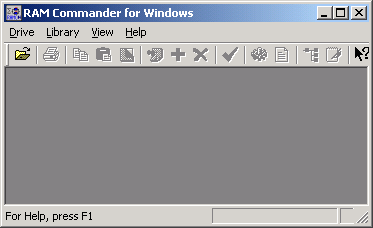 RAM Commander for Windows
Drive Library View Help
For Help, press F1